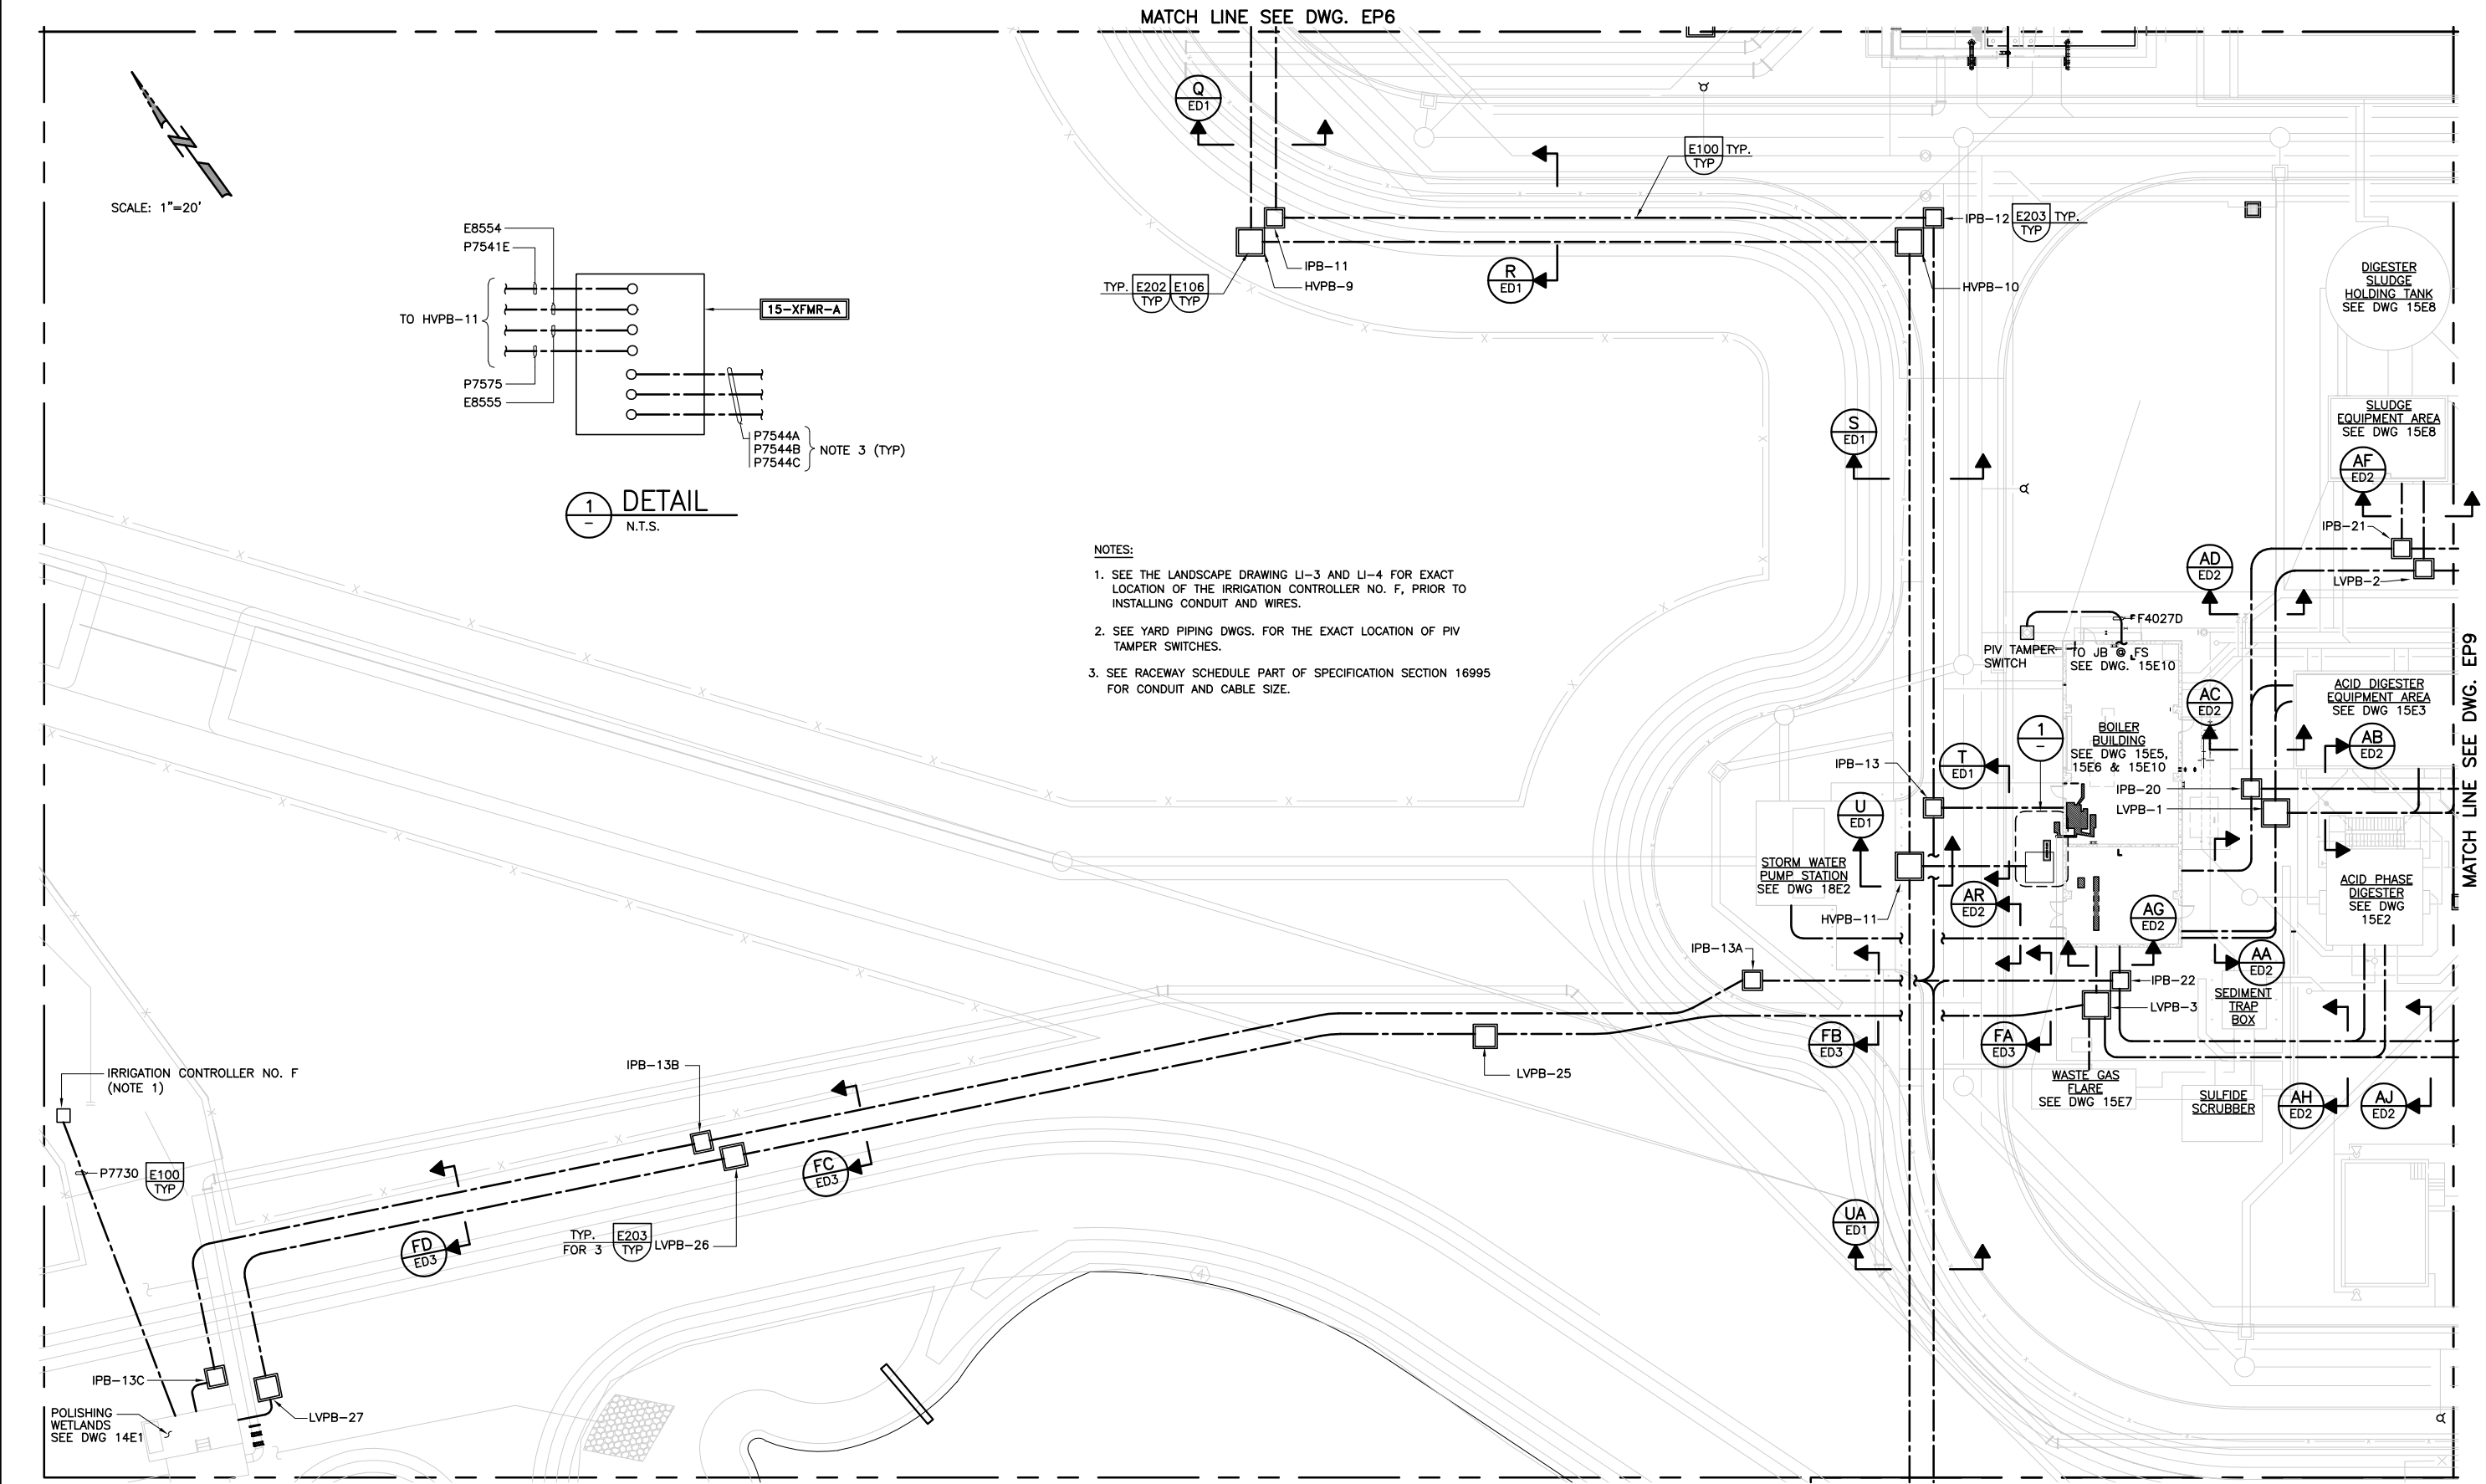 MATCH LINE SEE DWG. EP6
SCALE: 1"=20'
Q
ED1
E100 TYP.
TYP
IPB-12 E203 TYP.
TYP
IPB-11
HVPB-9
TYP. E202 E106
TYP TYP
R
ED1
HVPB-10
DIGESTER
SLUDGE
HOLDING TANK
SEE DWG 15E8
E8554
P7541E
TO HVPB-11
15-XFMR-A
P7575
E8555
P7544A
P7544B
P7544C
NOTE 3 (TYP)
1
-
DETAIL
N.T.S.
S
ED1
SLUDGE
EQUIPMENT AREA
SEE DWG 15E8
AF
ED2
IPB-21
LVPB-2
AD
ED2
NOTES:
1. SEE THE LANDSCAPE DRAWING LI-3 AND LI-4 FOR EXACT
LOCATION OF THE IRRIGATION CONTROLLER NO. F, PRIOR TO
INSTALLING CONDUIT AND WIRES.
2. SEE YARD PIPING DWGS. FOR THE EXACT LOCATION OF PIV
TAMPER SWITCHES.
3. SEE RACEWAY SCHEDULE PART OF SPECIFICATION SECTION 16995
FOR CONDUIT AND CABLE SIZE.
F4027D
PIV TAMPER
SWITCH
TO JB @ FS
SEE DWG. 15E10
MATCH LINE SEE DWG. EP9
ACID DIGESTER
EQUIPMENT AREA
SEE DWG 15E3
AC
ED2
AB
ED2
1
-
BOILER
BUILDING
SEE DWG 15E5,
15E6 & 15E10
T
ED1
IPB-13
IPB-20
LVPB-1
U
ED1
STORM WATER
PUMP STATION
SEE DWG 18E2
HVPB-11
AR
ED2
AG
ED2
ACID PHASE
DIGESTER
SEE DWG
15E2
AA
ED2
IPB-13A
IPB-22
LVPB-3
SEDIMENT
TRAP
BOX
FB
ED3
FA
ED3
LVPB-25
WASTE GAS
FLARE
SEE DWG 15E7
SULFIDE
SCRUBBER
AH
ED2
AJ
ED2
IRRIGATION CONTROLLER NO. F
(NOTE 1)
IPB-13B
P7730 E100
TYP
FC
ED3
FD
ED3
TYP.
FOR 3
E203
TYP
LVPB-26
UA
ED1
4
IPB-13C
LVPB-27
POLISHING
WETLANDS
SEE DWG 14E1